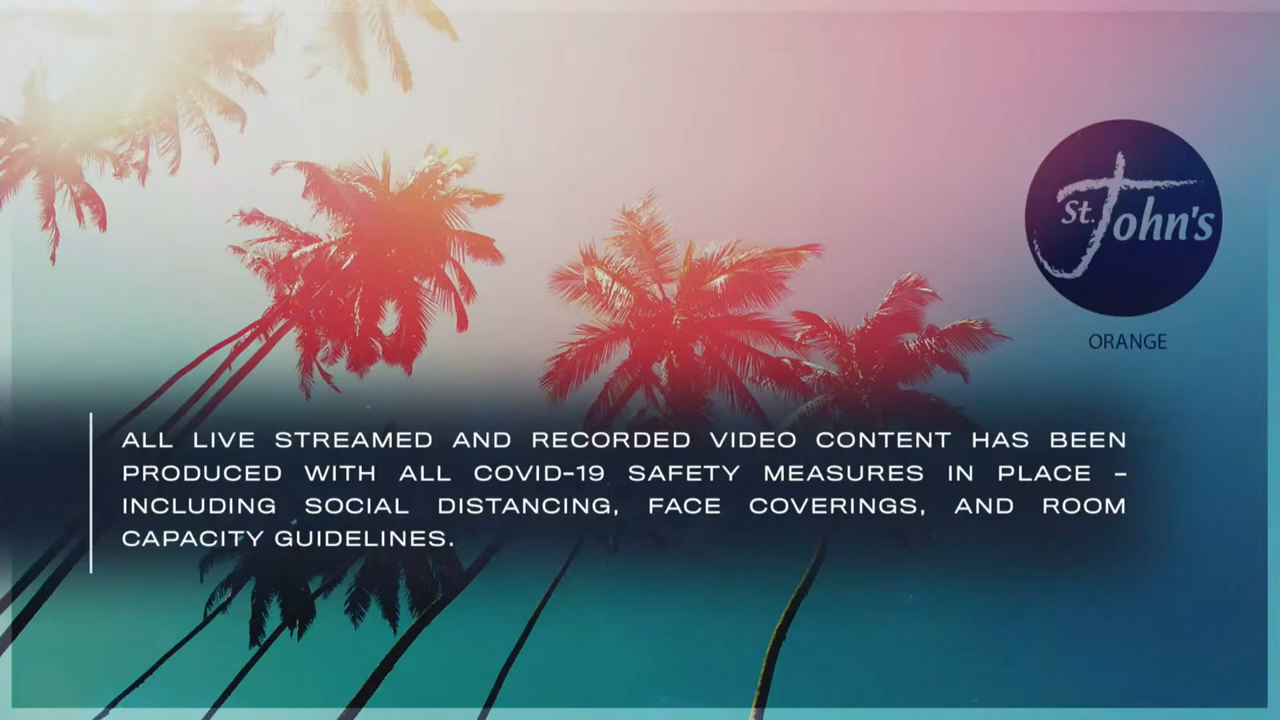 St. John's
ORANGE
ALL LIVE STREAMED AND RECORDED VIDEO CONTENT HAS BEEN
PRODUCED WITH ALL COVID-19 SAFETY MEASURES IN PLACE –
INCLUDING SOCIAL DISTANCING, FACE COVERINGS, AND ROOM
CAPACITY GUIDELINES.